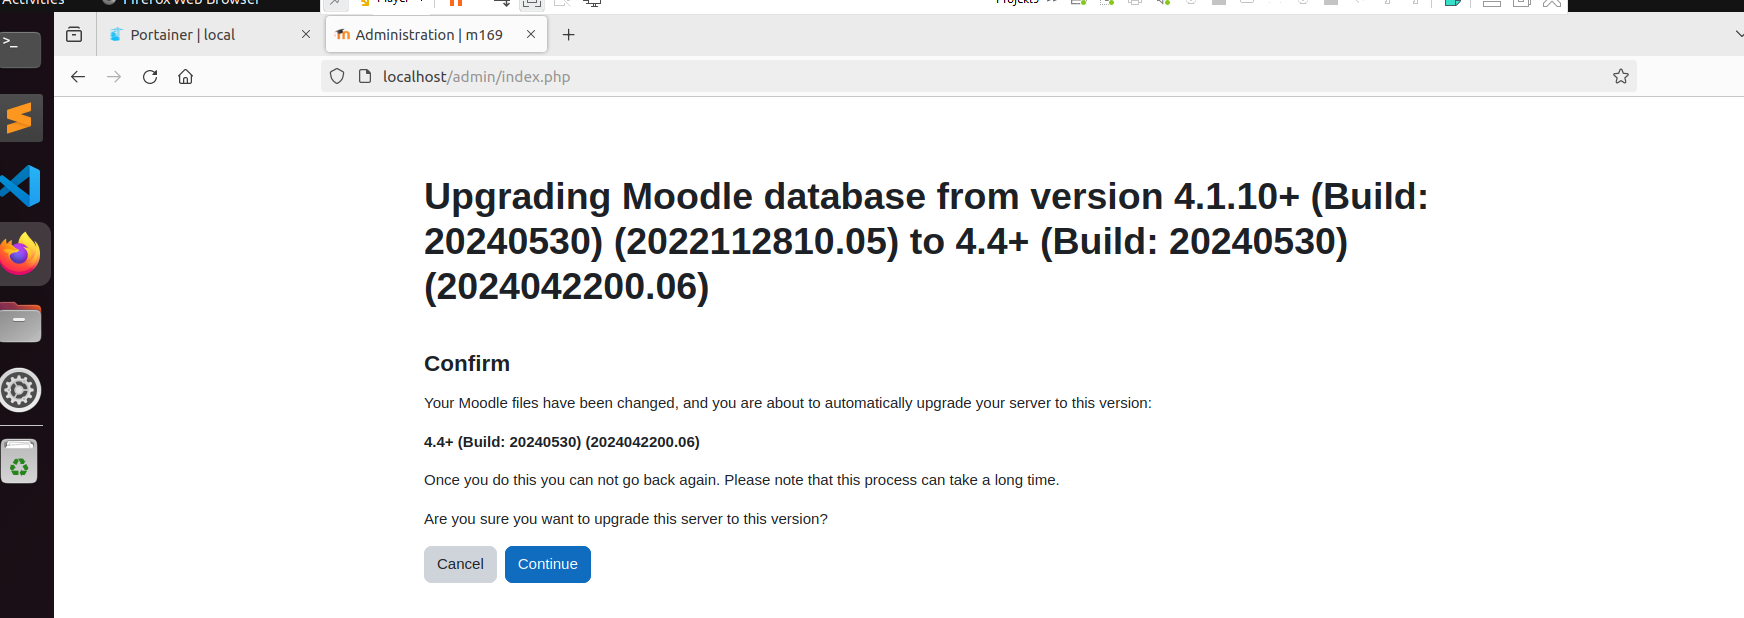 Activities
Firefox Web Browser
Player
Projekts
Portainer | local
Administration | m169
localhost/admin/index.php
>_
Upgrading Moodle database from version 4.1.10+ (Build:
20240530) (2022112810.05) to 4.4+ (Build: 20240530)
(2024042200.06)
Confirm
Your Moodle files have been changed, and you are about to automatically upgrade your server to this version:
4.4+ (Build: 20240530) (2024042200.06)
Once you do this you can not go back again. Please note that this process can take a long time.
Are you sure you want to upgrade this server to this version?
Cancel
Continue